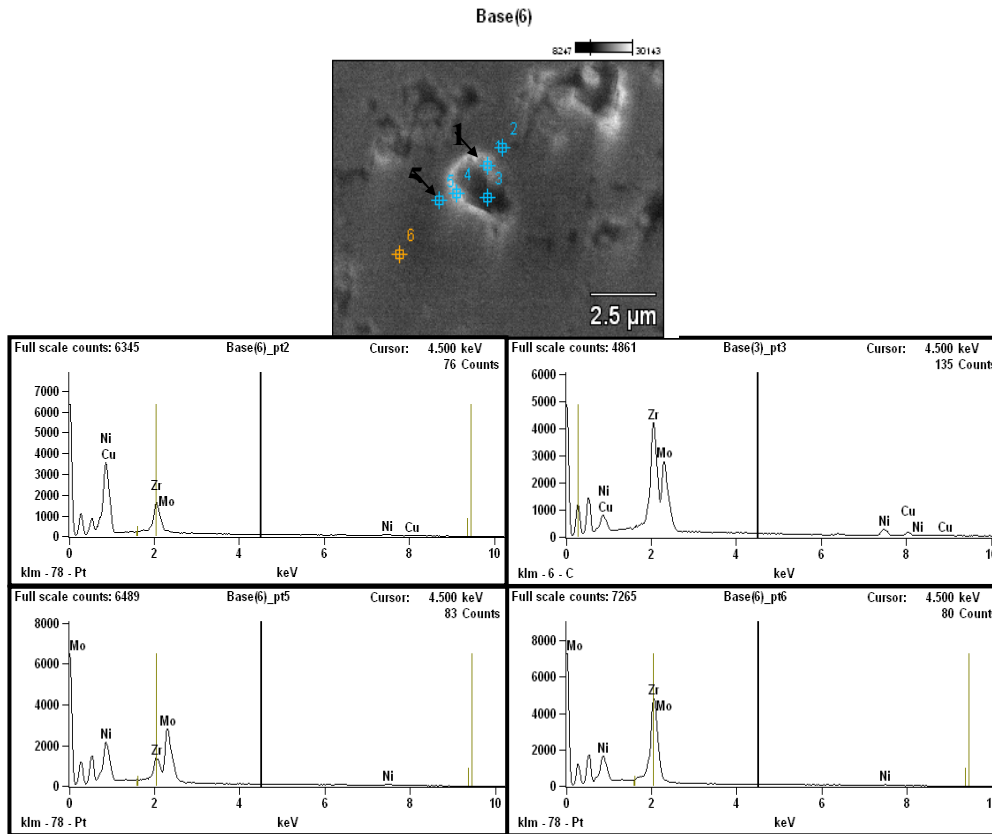 Base(6)
8247 30143
1
2
5
5 4 3
6
2.5 µm
Full scale counts: 6345 Base(6)_pt2 Cursor: 4.500 keV
76 Counts
7000
6000
5000
4000
3000
2000
1000
0
Ni
Cu
Zr
Mo
Ni Cu
0 2 4 6 8 10
klm - 78 - Pt keV
Full scale counts: 4861 Base(3)_pt3 Cursor: 4.500 keV
135 Counts
6000
5000
4000
3000
2000
1000
0
Zr
Mo
Ni
Cu
Cu
Ni Ni Cu
0 2 4 6 8 10
klm - 6 - C keV
Full scale counts: 6489 Base(6)_pt5 Cursor: 4.500 keV
83 Counts
8000
6000
4000
2000
0
Mo
Ni
Zr
Mo
Ni
0 2 4 6 8 10
klm - 78 - Pt keV
Full scale counts: 7265 Base(6)_pt6 Cursor: 4.500 keV
80 Counts
8000
6000
4000
2000
0
Mo
Zr
Mo
Ni
Ni
0 2 4 6 8 10
klm - 78 - Pt keV